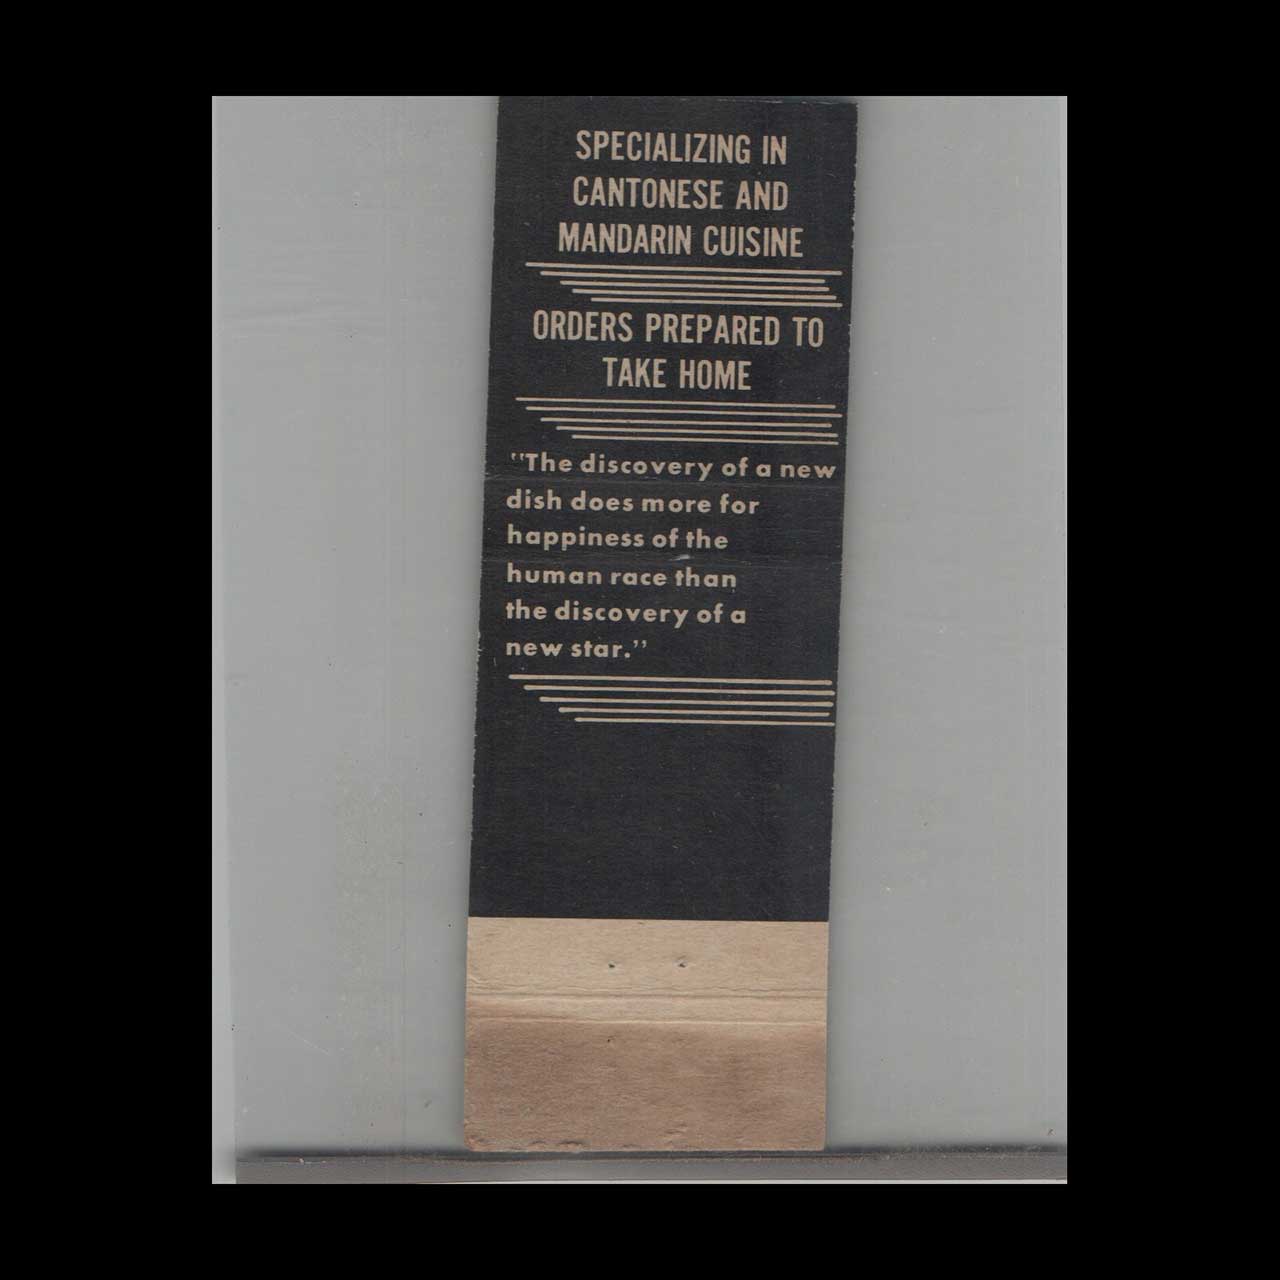 SPECIALIZING IN
CANTONESE AND
MANDARIN CUISINE
ORDERS PREPARED TO
TAKE HOME
"The discovery of a new
dish does more for
happiness of the
human race than
the discovery of a
new star."